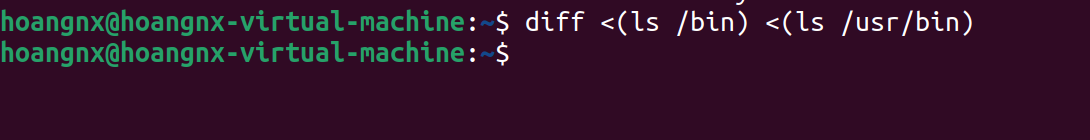 hoangnx@hoangnx-virtual-machine:~$ diff <(ls /bin) <(ls /usr/bin)
hoangnx@hoangnx-virtual-machine:~$